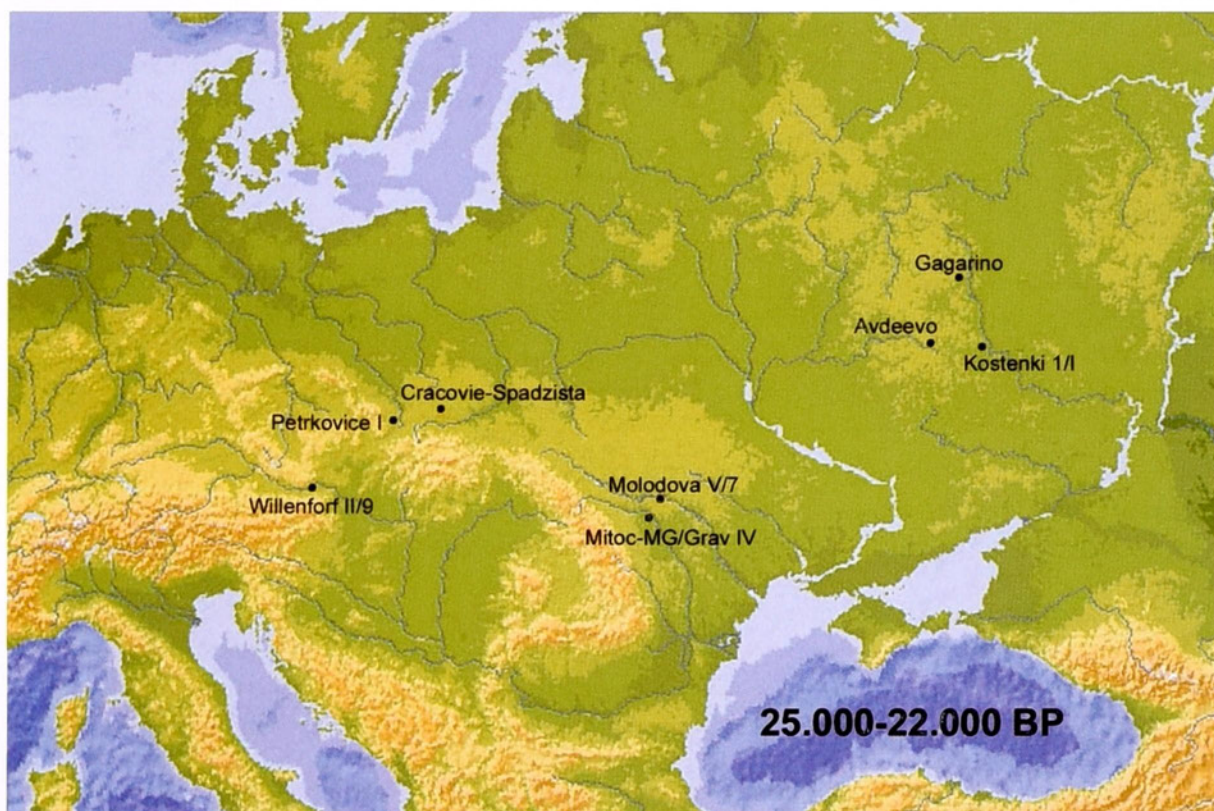 Gagarino
Avdeevo
Kostenki 1/I
Cracovie-Spadzista
Petrkovice I
Molodova V/7
Willenforf II/9
Mitoc-MG/Grav IV
25.000-22.000 BP